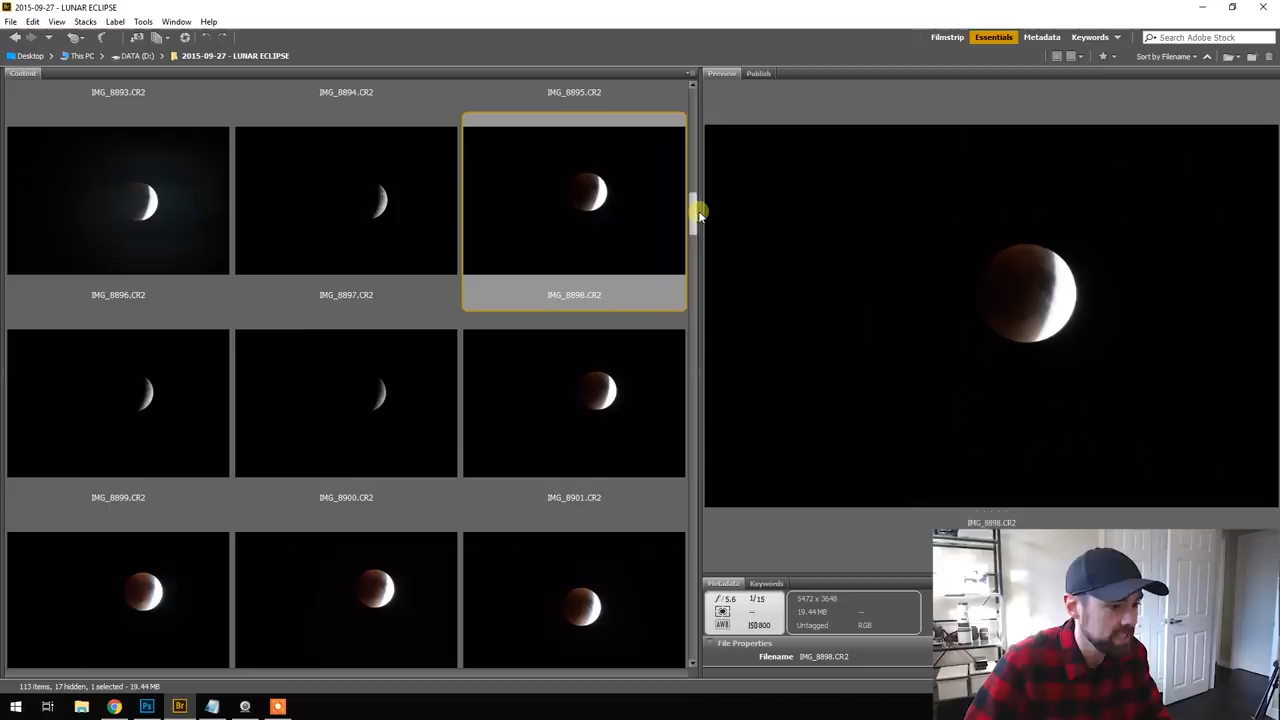 Br 2015-09-27 - LUNAR ECLIPSE
File Edit View Stacks Label Tools Window Help
Filmstrip Essentials Metadata Keywords Search Adobe Stock
Desktop This PC DATA (D:) 2015-09-27 - LUNAR ECLIPSE Sort by Filename
Content
Preview Publish
IMG_8893.CR2 IMG_8894.CR2 IMG_8895.CR2
IMG_8896.CR2 IMG_8897.CR2 IMG_8898.CR2
IMG_8899.CR2 IMG_8900.CR2 IMG_8901.CR2
IMG_8898.CR2
Metadata Keywords
f/5.6 1/15
--
AWB ISO800
5472 x 3648
19.44 MB --
Untagged RGB
File Properties
Filename IMG_8898.CR2
113 items, 17 hidden, 1 selected - 19.44 MB
Ps Br